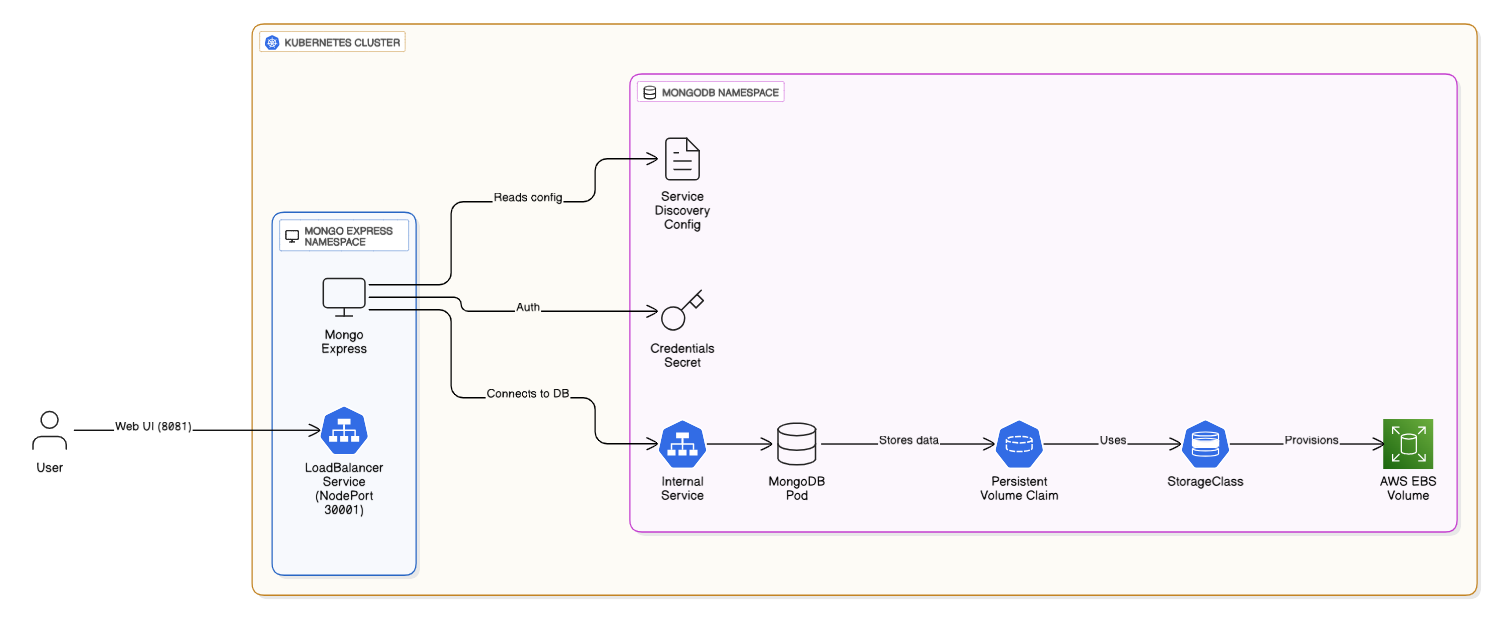 KUBERNETES CLUSTER
MONGODB NAMESPACE
Service
Discovery
Config
Reads config
MONGO EXPRESS
NAMESPACE
Mongo
Express
Auth
Credentials
Secret
Connects to DB
User
Web UI (8081)
LoadBalancer
Service
(NodePort
30001)
Internal
Service
MongoDB
Pod
Stores data
Persistent
Volume Claim
Uses
StorageClass
Provisions
AWS EBS
Volume